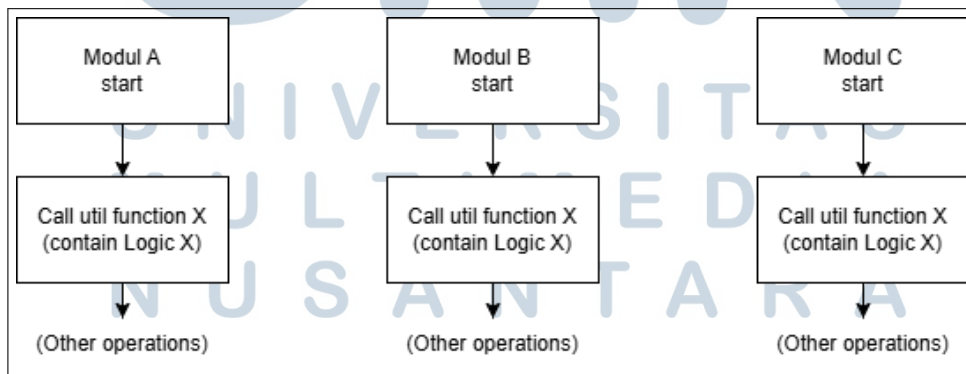 Modul A
start
Modul B
start
Modul C
start
UNIVERSITAS
Call util function X
(contain Logic X)
Call util function X
(contain Logic X)
Call util function X
(contain Logic X)
MULTIMEDIA
NUSANTARA
(Other operations)
(Other operations)
(Other operations)